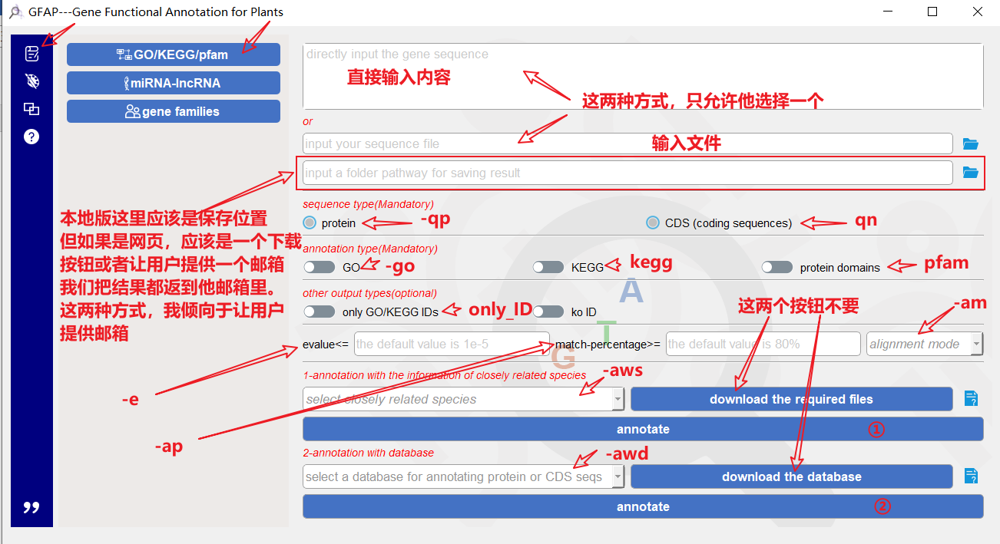 GFAP---Gene Functional Annotation for Plants
GO/KEGG/pfam
miRNA-lncRNA
gene families
directly input the gene sequence
直接输入内容
这两种方式，只允许他选择一个
or
input your sequence file
输入文件
input a folder pathway for saving result
本地版这里应该是保存位置
但如果是网页，应该是一个下载
按钮或者让用户提供一个邮箱
我们把结果都返到他邮箱里。
这两种方式，我倾向于让用户
提供邮箱
sequence type(Mandatory)
protein
-qp
CDS (coding sequences)
qn
annotation type(Mandatory)
GO
-go
KEGG
kegg
protein domains
pfam
other output types(optional)
only GO/KEGG IDs
only_ID
ko ID
这两个按钮不要
-am
evalue<=
the default value is 1e-5
match-percentage>=
the default value is 80%
alignment mode
-e
-ap
1-annotation with the information of closely related species
-aws
select closely related species
download the required files
annotate
①
2-annotation with database
-awd
select a database for annotating protein or CDS seqs
download the database
annotate
②
A
T
G